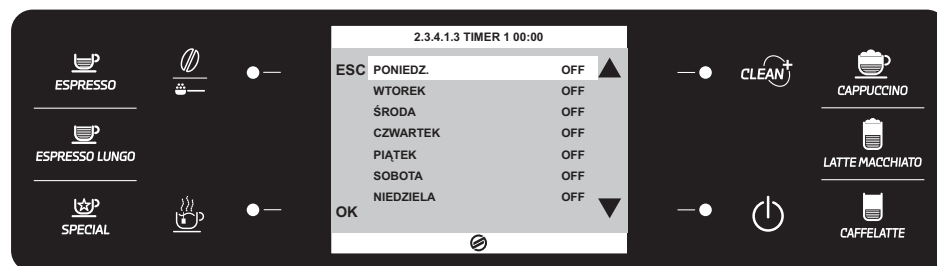 2.3.4.1.3 TIMER 1 00:00
ESPRESSO
ESPRESSO LUNGO
SPECIAL
ESC PONIEDZ. OFF
WTOREK OFF
ŚRODA OFF
CZWARTEK OFF
PIĄTEK OFF
SOBOTA OFF
NIEDZIELA OFF
OK
CLEAN+
CAPPUCCINO
LATTE MACCHIATO
CAFFELATTE